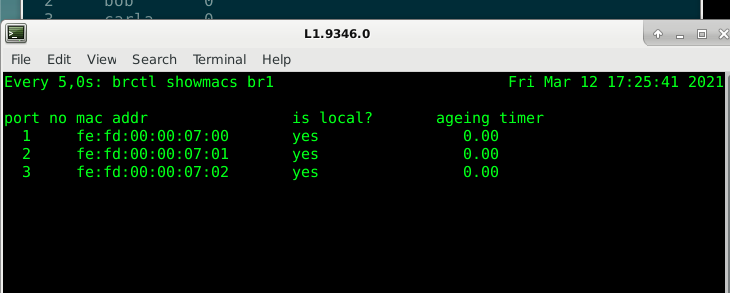 2 bob 0
3 carla 0
L1.9346.0
File Edit View Search Terminal Help
Every 5,0s: brctl showmacs br1 Fri Mar 12 17:25:41 2021
port no mac addr is local? ageing timer
1 fe:fd:00:00:07:00 yes 0.00
2 fe:fd:00:00:07:01 yes 0.00
3 fe:fd:00:00:07:02 yes 0.00